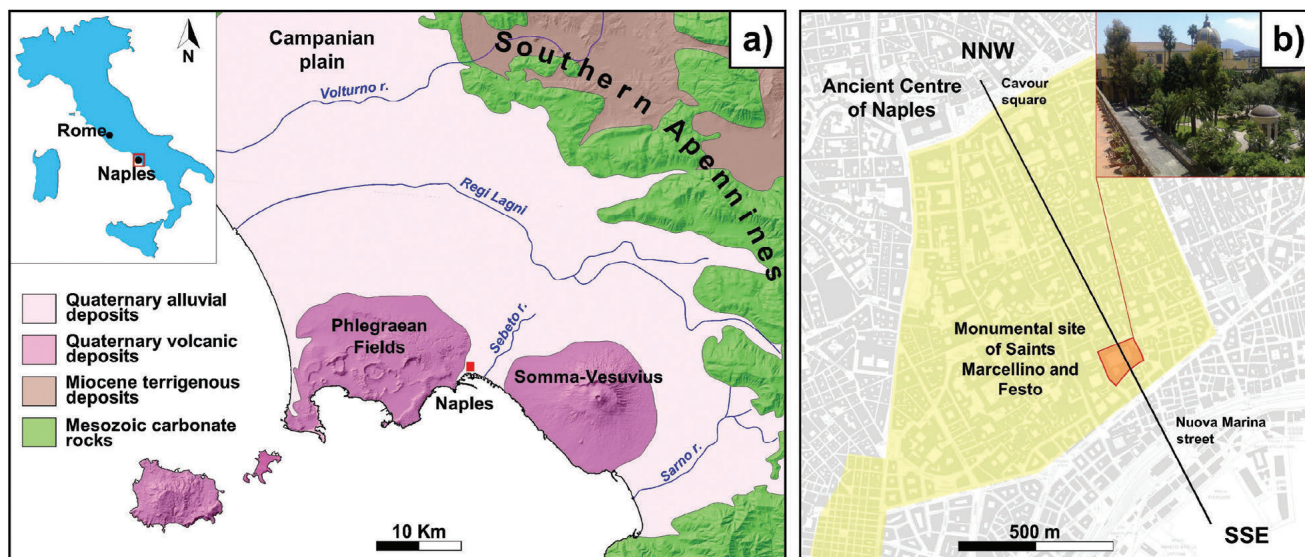 a)
N
Rome
Naples
Campanian
plain
Volturno r.
Southern Apennines
Regi Lagni
Quaternary alluvial
deposits
Quaternary volcanic
deposits
Miocene terrigenous
deposits
Mesozoic carbonate
rocks
Phlegraean
Fields
Sebeto r.
Somma-Vesuvius
Naples
Sarno r.
10 Km
b)
NNW
Cavour
square
Ancient Centre
of Naples
Monumental site
of Saints
Marcellino and
Festo
Nuova Marina
street
500 m
SSE